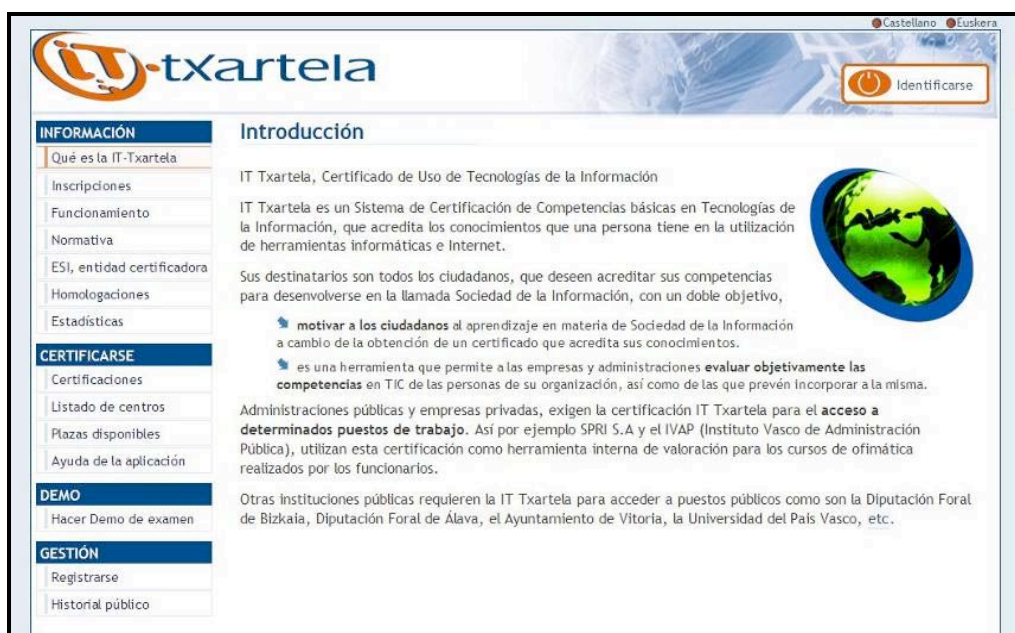 Castellano Euskera
iT-txartela
Identificarse
INFORMACIÓN
Qué es la IT-Txartela
Inscripciones
Funcionamiento
Normativa
ESI, entidad certificadora
Homologaciones
Estadísticas
CERTIFICARSE
Certificaciones
Listado de centros
Plazas disponibles
Ayuda de la aplicación
DEMO
Hacer Demo de examen
GESTIÓN
Registrarse
Historial público
Introducción
IT Txartela, Certificado de Uso de Tecnologías de la Información
IT Txartela es un Sistema de Certificación de Competencias básicas en Tecnologías de
la Información, que acredita los conocimientos que una persona tiene en la utilización
de herramientas informáticas e Internet.
Sus destinatarios son todos los ciudadanos, que deseen acreditar sus competencias
para desenvolverse en la llamada Sociedad de la Información, con un doble objetivo,
motivar a los ciudadanos al aprendizaje en materia de Sociedad de la Información
a cambio de la obtención de un certificado que acredita sus conocimientos.
es una herramienta que permite a las empresas y administraciones evaluar objetivamente las
competencias en TIC de las personas de su organización, así como de las que prevén incorporar a la misma.
Administraciones públicas y empresas privadas, exigen la certificación IT Txartela para el acceso a
determinados puestos de trabajo. Así por ejemplo SPRI S.A y el IVAP (Instituto Vasco de Administración
Pública), utilizan esta certificación como herramienta interna de valoración para los cursos de ofimática
realizados por los funcionarios.
Otras instituciones públicas requieren la IT Txartela para acceder a puestos públicos como son la Diputación Foral
de Bizkaia, Diputación Foral de Álava, el Ayuntamiento de Vitoria, la Universidad del Pais Vasco, etc.